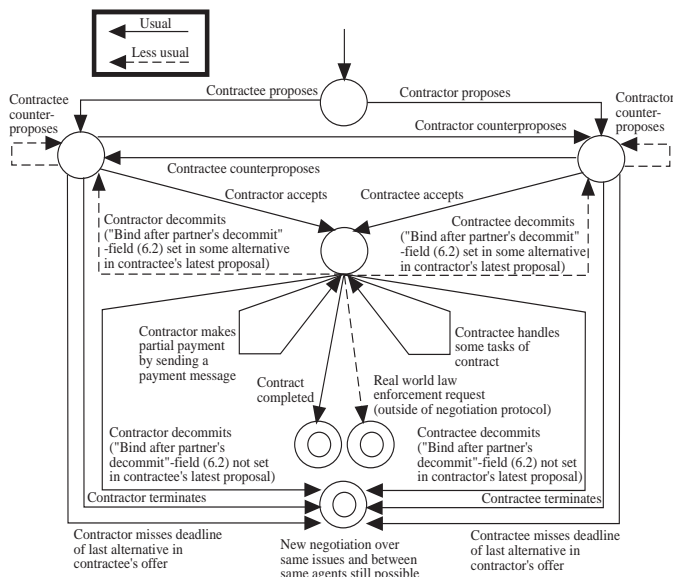 Usual
Less usual
Contractee
counter-
proposes
Contractee proposes
Contractor proposes
Contractor
counter-
proposes
Contractor counterproposes
Contractee counterproposes
Contractor accepts
Contractee accepts
Contractor decommits
("Bind after partner's decommit"
-field (6.2) set in some alternative
in contractee's latest proposal)
Contractee decommits
("Bind after partner's decommit"
-field (6.2) set in some alternative
in contractor's latest proposal)
Contractor makes
partial payment
by sending a
payment message
Contractee handles
some tasks of
contract
Contract
completed
Real world law
enforcement request
(outside of negotiation protocol)
Contractor decommits
("Bind after partner's
decommit"-field (6.2) not set
in contractee's latest proposal)
Contractee decommits
("Bind after partner's
decommit"-field (6.2) not set
in contractor's latest proposal)
Contractor terminates
Contractee terminates
Contractor misses deadline
of last alternative in
contractee's offer
New negotiation over
same issues and between
same agents still possible
Contractee misses deadline
of last alternative in
contractor's offer